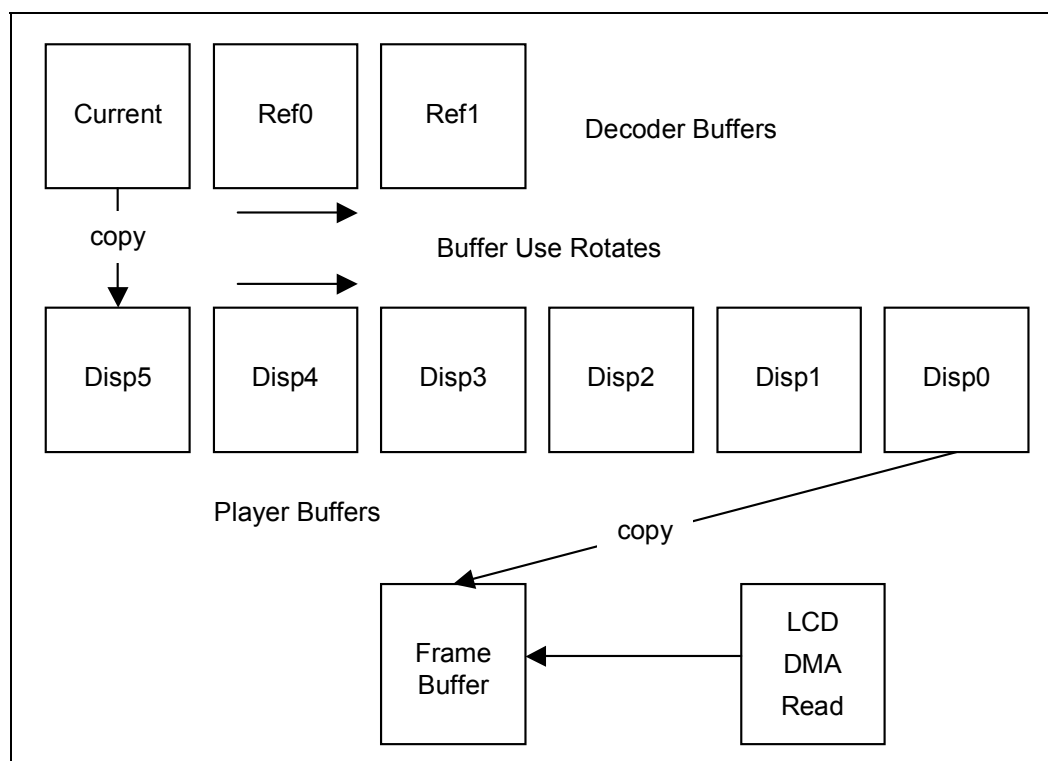 Current
Ref0
Ref1
Decoder Buffers
copy
Buffer Use Rotates
Disp5
Disp4
Disp3
Disp2
Disp1
Disp0
Player Buffers
copy
Frame
Buffer
LCD
DMA
Read